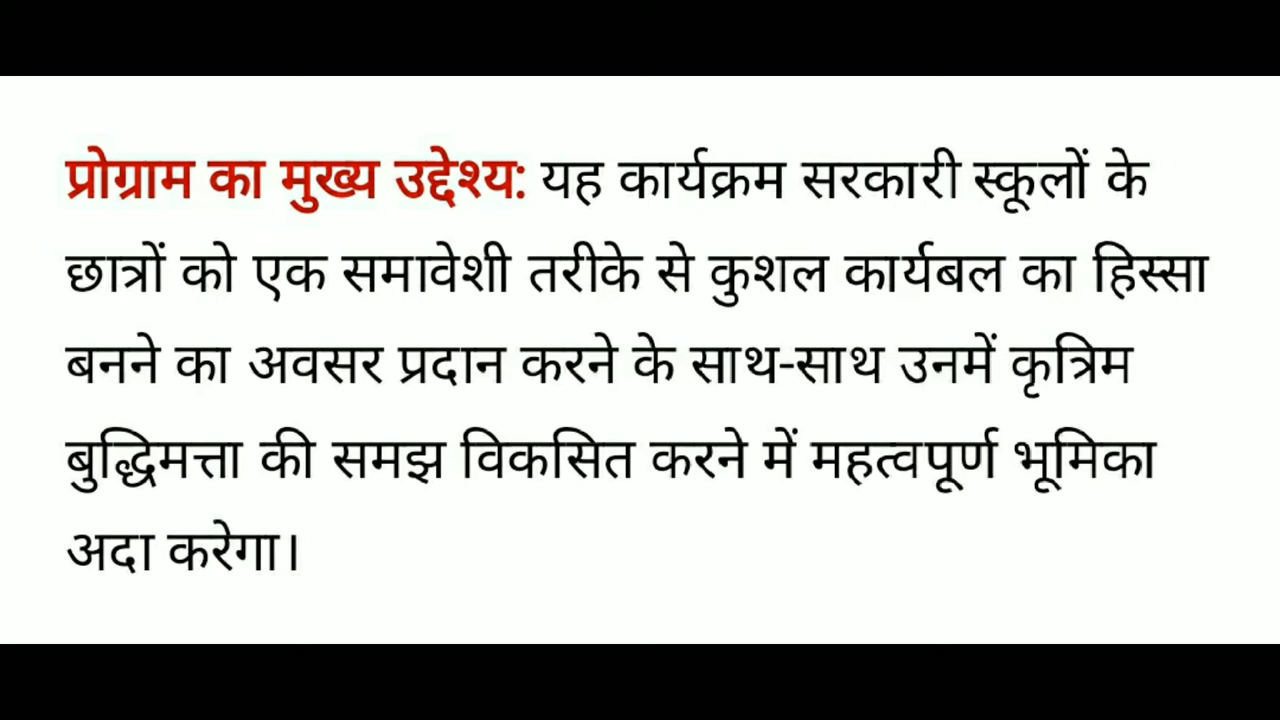 प्रोग्राम का मुख्य उद्देश्य: यह कार्यक्रम सरकारी स्कूलों के
छात्रों को एक समावेशी तरीके से कुशल कार्यबल का हिस्सा
बनने का अवसर प्रदान करने के साथ-साथ उनमें कृत्रिम
बुद्धिमत्ता की समझ विकसित करने में महत्वपूर्ण भूमिका
अदा करेगा।